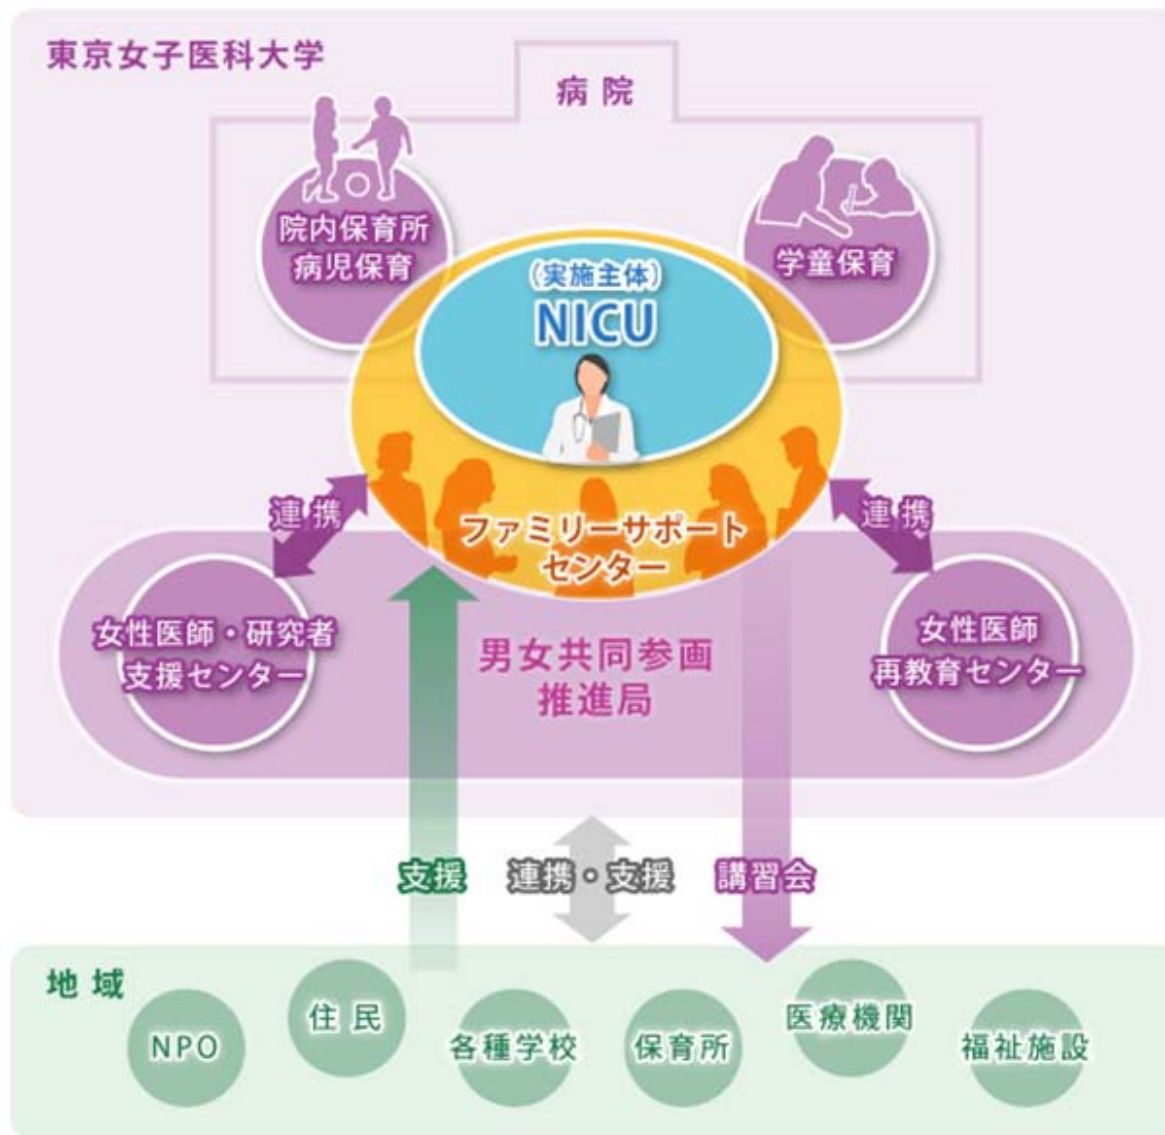 東京女子医科大学
病院
院内保育所
病児保育
学童保育
(実施主体)
NICU
ファミリーサポート
センター
連携
連携
女性医師・研究者
支援センター
男女共同参画
推進局
女性医師
再教育センター
支援
連携・支援
講習会
地域
NPO
住民
各種学校
保育所
医療機関
福祉施設